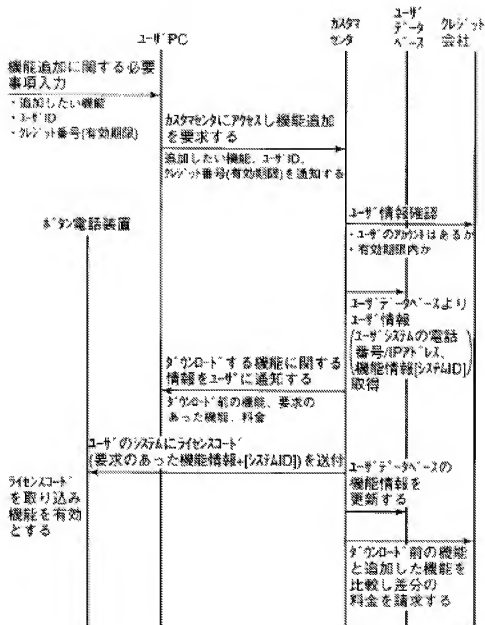 ﾕｰｻﾞPC
ｶｽﾀﾏ
ｾﾝﾀ
ﾕｰｻﾞ
ﾃﾞｰﾀ
ﾍﾞｰｽ
ｸﾚｼﾞｯﾄ
会社
機能追加に関する必要
事項入力
・追加したい機能
・ﾕｰｻﾞID
・ｸﾚｼﾞｯﾄ番号(有効期限)
ｶｽﾀﾏｾﾝﾀにｱｸｾｽし機能追加
を要求する
追加したい機能、ﾕｰｻﾞID、
ｸﾚｼﾞｯﾄ番号(有効期限)を通知する
ﾕｰｻﾞ情報確認
・ﾕｰｻﾞのｱｶｳﾝﾄはあるか
・有効期限内か
ﾎﾞﾀﾝ電話装置
ﾕｰｻﾞﾃﾞｰﾀﾍﾞｰｽより
ﾕｰｻﾞ情報
(ﾕｰｻﾞｼｽﾃﾑの電話
番号/IPｱﾄﾞﾚｽ、
機能情報[ｼｽﾃﾑID])
取得
ﾀﾞｳﾝﾛｰﾄﾞする機能に関する
情報をﾕｰｻﾞに通知する
ﾀﾞｳﾝﾛｰﾄﾞ前の機能、要求の
あった機能、料金
ﾕｰｻﾞのｼｽﾃﾑにﾗｲｾﾝｽｺｰﾄﾞ
(要求のあった機能情報+[ｼｽﾃﾑID])を送付
ﾗｲｾﾝｽｺｰﾄﾞ
を取り込み
機能を有効
とする
ﾕｰｻﾞﾃﾞｰﾀﾍﾞｰｽの
機能情報を
更新する
ﾀﾞｳﾝﾛｰﾄﾞ前の機能
と追加した機能を
比較し差分の
料金を請求する